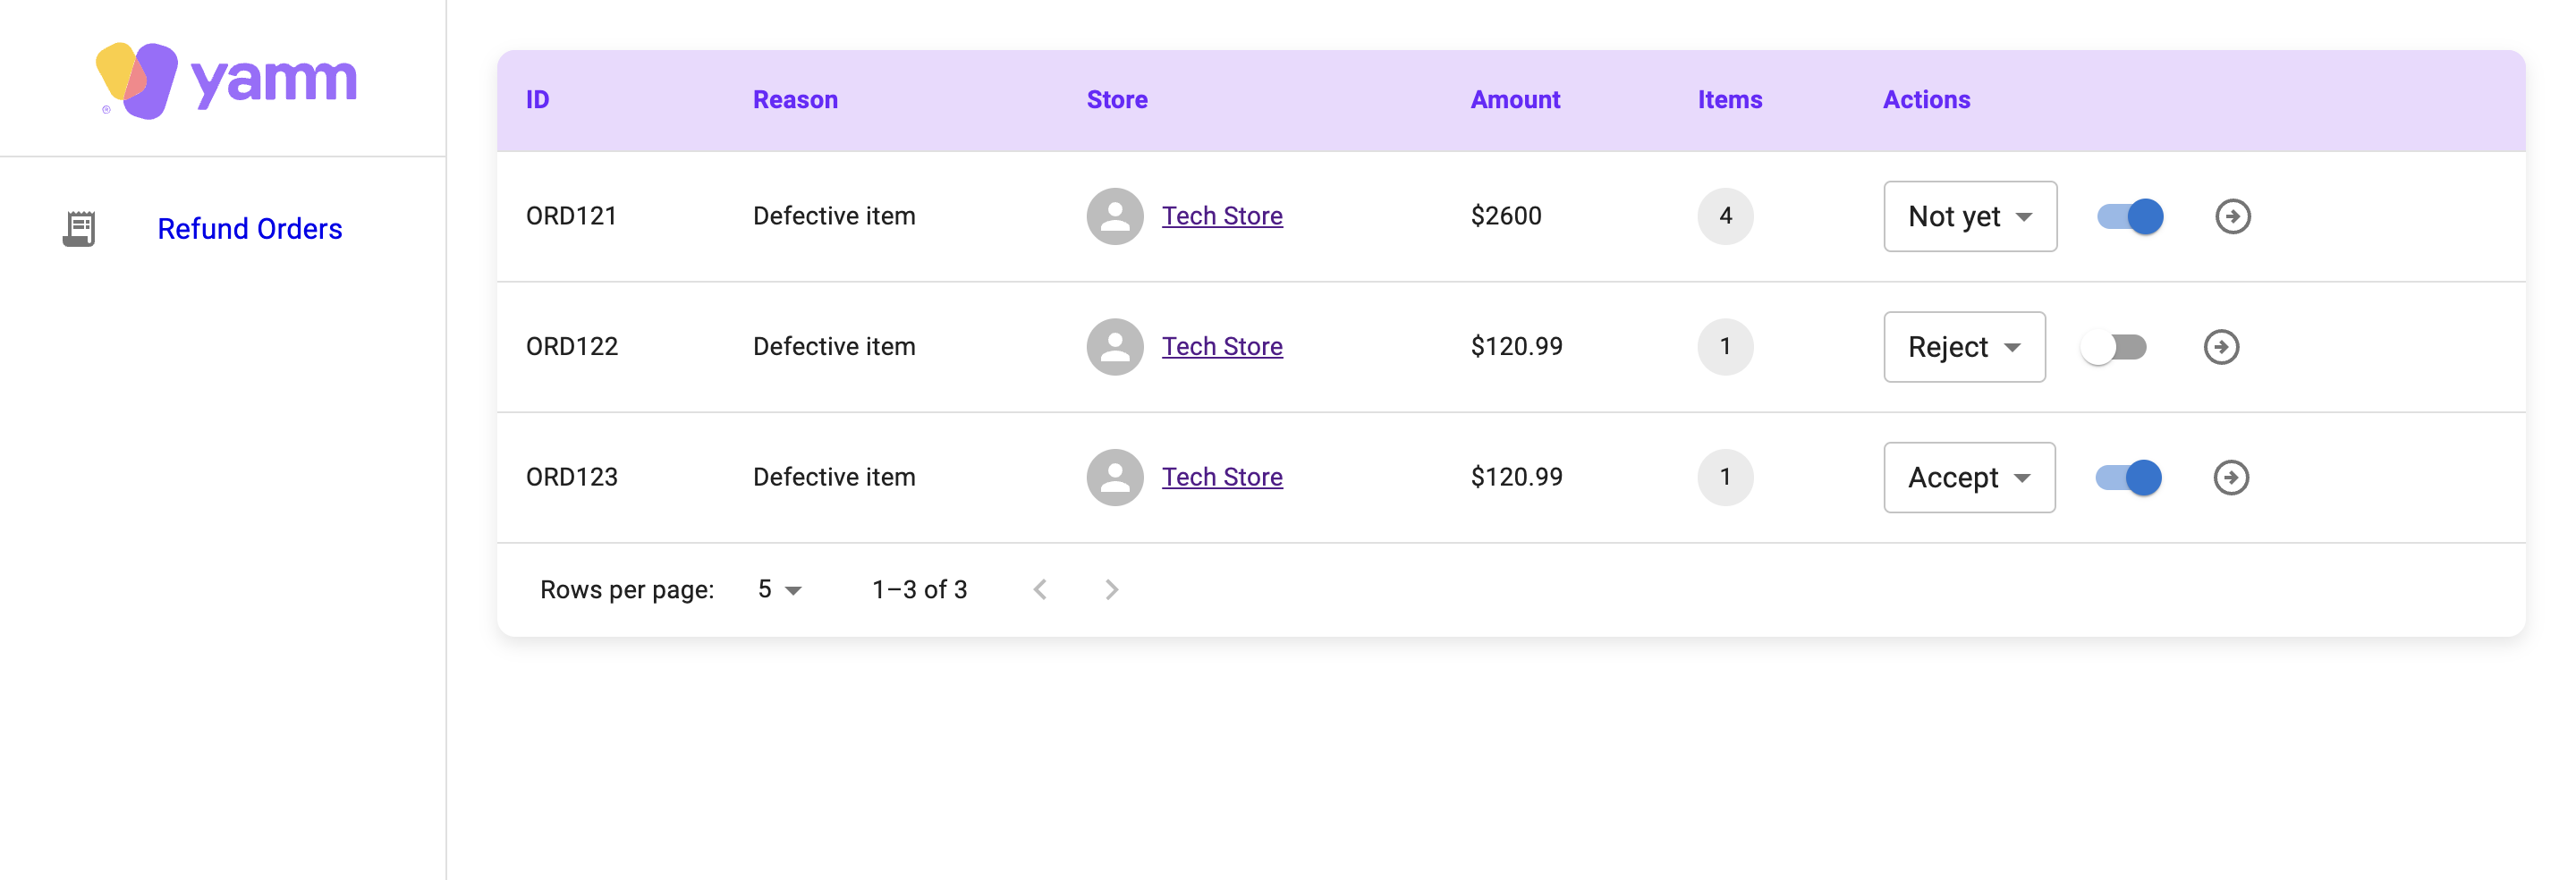 yamm
®
Refund Orders
ID Reason Store Amount Items Actions
ORD121 Defective item Tech Store $2600 4 Not yet
ORD122 Defective item Tech Store $120.99 1 Reject
ORD123 Defective item Tech Store $120.99 1 Accept
Rows per page: 5 1–3 of 3